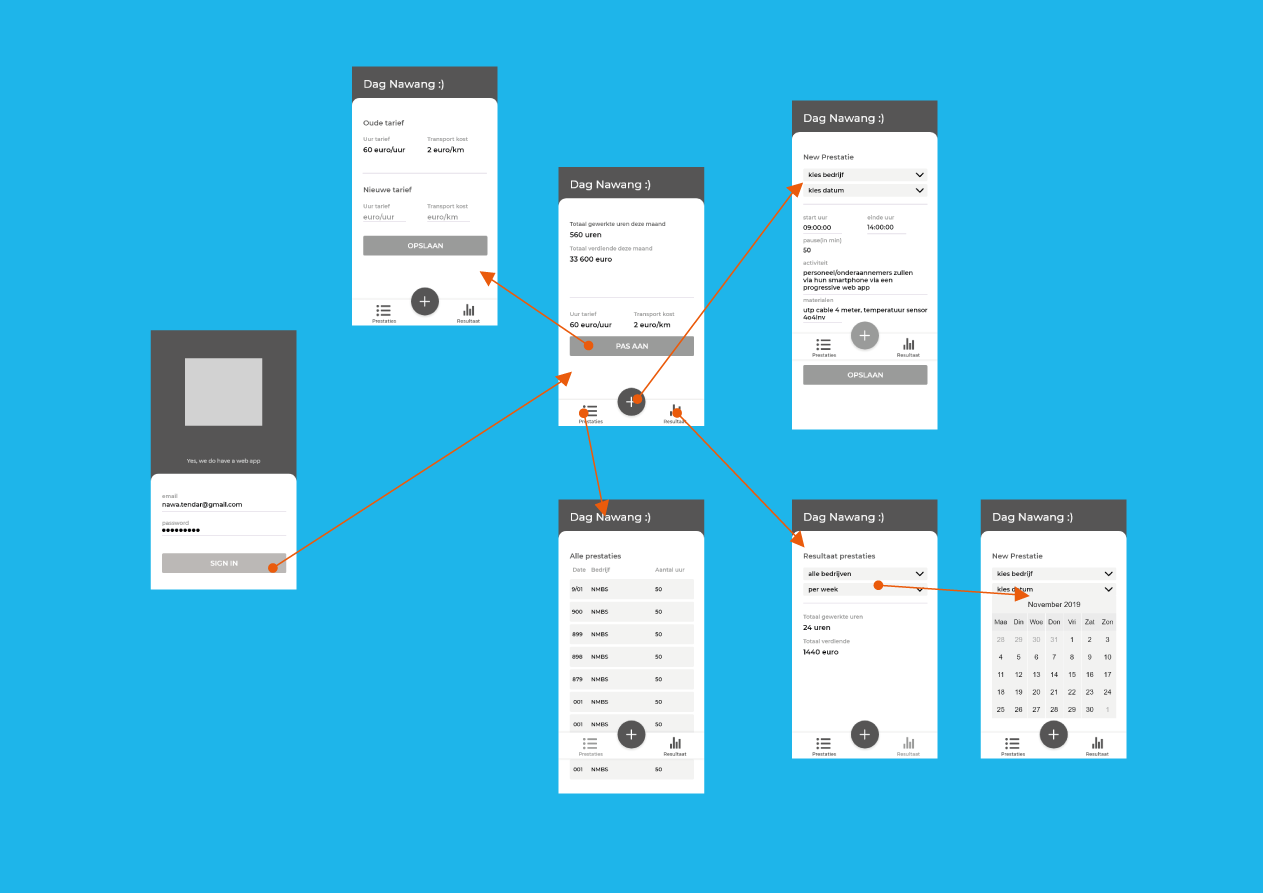 Dag Nawang :)
Oude tarief
Uur tarief Transport kost
60 euro/uur 2 euro/km
Nieuwe tarief
Uur tarief Transport kost
euro/uur euro/km
OPSLAAN
+
Prestaties Resultaat
Yes, we do have a web app
email
nawa.tendar@gmail.com
password
●●●●●●●●●
SIGN IN
Dag Nawang :)
Totaal gewerkte uren deze maand
560 uren
Totaal verdiende deze maand
33 600 euro
Uur tarief Transport kost
60 euro/uur 2 euro/km
PAS AAN
+
Prestaties Resultaat
Dag Nawang :)
New Prestatie
kies bedrijf
kies datum
start uur einde uur
09:00:00 14:00:00
pause(in min)
50
activiteit
personeel/onderaannemers zullen
via hun smartphone via een
progressive web app
materialen
utp cable 4 meter, temperatuur sensor
4o4inv
+
Prestaties Resultaat
OPSLAAN
Dag Nawang :)
Alle prestaties
Date Bedrijf Aantal uur
9/01 NMBS 50
900 NMBS 50
899 NMBS 50
898 NMBS 50
879 NMBS 50
001 NMBS 50
001 NMBS 50
+
Prestaties Resultaat
001 NMBS 50
Dag Nawang :)
Resultaat prestaties
alle bedrijven
per week
Totaal gewerkte uren
24 uren
Totaal verdiende
1440 euro
+
Prestaties Resultaat
Dag Nawang :)
New Prestatie
kies bedrijf
kies datum
November 2019
Maa Din Woe Don Vri Zat Zon
28 29 30 31 1 2 3
4 5 6 7 8 9 10
11 12 13 14 15 16 17
18 19 20 21 22 23 24
25 26 27 28 29 30 1
+
Prestaties Resultaat